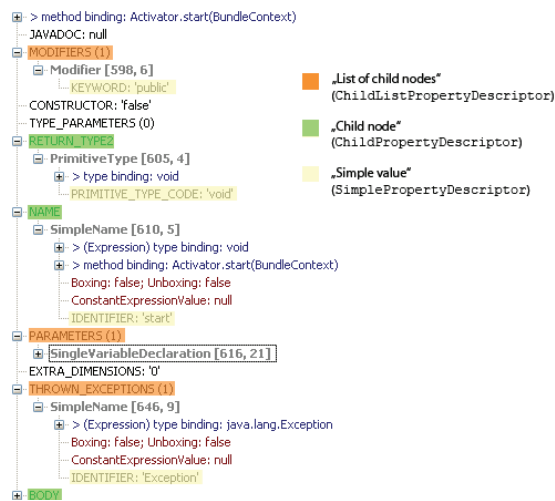 > method binding: Activator.start(BundleContext)
JAVADOC: null
MODIFIERS (1)
Modifier [598, 6]
KEYWORD: 'public'
CONSTRUCTOR: 'false'
TYPE_PARAMETERS (0)
RETURN_TYPE2
PrimitiveType [605, 4]
> type binding: void
PRIMITIVE_TYPE_CODE: 'void'
NAME
SimpleName [610, 5]
> (Expression) type binding: void
> method binding: Activator.start(BundleContext)
Boxing: false; Unboxing: false
ConstantExpressionValue: null
IDENTIFIER: 'start'
PARAMETERS (1)
SingleVariableDeclaration [616, 21]
EXTRA_DIMENSIONS: '0'
THROWN_EXCEPTIONS (1)
SimpleName [646, 9]
> (Expression) type binding: java.lang.Exception
Boxing: false; Unboxing: false
ConstantExpressionValue: null
IDENTIFIER: 'Exception'
BODY
„List of child nodes“
(ChildListPropertyDescriptor)
„Child node“
(ChildPropertyDescriptor)
„Simple value“
(SimplePropertyDescriptor)